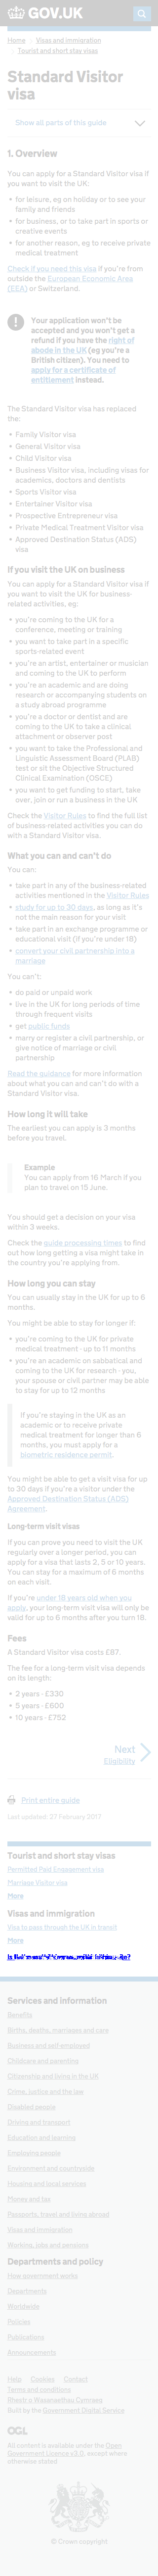 GOV.UK
Home
Visas and immigration
Tourist and short stay visas
Standard Visitor
visa
Show all parts of this guide
1. Overview
You can apply for a Standard Visitor visa if
you want to visit the UK:
• for leisure, eg on holiday or to see your
family and friends
• for business, or to take part in sports or
creative events
• for another reason, eg to receive private
medical treatment
Check if you need this visa if you're from
outside the European Economic Area
(EEA) or Switzerland.
Your application won't be
accepted and you won't get a
refund if you have the right of
abode in the UK (eg you're a
British citizen). You need to
apply for a certificate of
entitlement instead.
The Standard Visitor visa has replaced
the:
• Family Visitor visa
• General Visitor visa
• Child Visitor visa
• Business Visitor visa, including visas for
academics, doctors and dentists
• Sports Visitor visa
• Entertainer Visitor visa
• Prospective Entrepreneur visa
• Private Medical Treatment Visitor visa
• Approved Destination Status (ADS)
visa
If you visit the UK on business
You can apply for a Standard Visitor visa if
you want to visit the UK for business-
related activities, eg:
• you're coming to the UK for a
conference, meeting or training
• you want to take part in a specific
sports-related event
• you're an artist, entertainer or musician
and coming to the UK to perform
• you're an academic and are doing
research or accompanying students on
a study abroad programme
• you're a doctor or dentist and are
coming to the UK to take a clinical
attachment or observer post
• you want to take the Professional and
Linguistic Assessment Board (PLAB)
test or sit the Objective Structured
Clinical Examination (OSCE)
• you want to get funding to start, take
over, join or run a business in the UK
Check the Visitor Rules to find the full list
of business-related activities you can do
with a Standard Visitor visa.
What you can and can't do
You can:
• take part in any of the business-related
activities mentioned in the Visitor Rules
• study for up to 30 days, as long as it's
not the main reason for your visit
• take part in an exchange programme or
educational visit (if you're under 18)
• convert your civil partnership into a
marriage
You can't:
• do paid or unpaid work
• live in the UK for long periods of time
through frequent visits
• get public funds
• marry or register a civil partnership, or
give notice of marriage or civil
partnership
Read the guidance for more information
about what you can and can't do with a
Standard Visitor visa.
How long it will take
The earliest you can apply is 3 months
before you travel.
Example
You can apply from 16 March if you
plan to travel on 15 June.
You should get a decision on your visa
within 3 weeks.
Check the guide processing times to find
out how long getting a visa might take in
the country you're applying from.
How long you can stay
You can usually stay in the UK for up to 6
months.
You might be able to stay for longer if:
• you're coming to the UK for private
medical treatment - up to 11 months
• you're an academic on sabbatical and
coming to the UK for research - you,
your spouse or civil partner may be able
to stay for up to 12 months
If you're staying in the UK as an
academic or to receive private
medical treatment for longer than 6
months, you must apply for a
biometric residence permit.
You might be able to get a visit visa for up
to 30 days if you're a visitor under the
Approved Destination Status (ADS)
Agreement.
Long-term visit visas
If you can prove you need to visit the UK
regularly over a longer period, you can
apply for a visa that lasts 2, 5 or 10 years.
You can stay for a maximum of 6 months
on each visit.
If you're under 18 years old when you
apply, your long-term visit visa will only be
valid for up to 6 months after you turn 18.
Fees
A Standard Visitor visa costs £87.
The fee for a long-term visit visa depends
on its length:
• 2 years - £330
• 5 years - £600
• 10 years - £752
Next
Eligibility
Print entire guide
Last updated: 27 February 2017
Tourist and short stay visas
Permitted Paid Engagement visa
Marriage Visitor visa
More
Visas and immigration
Visa to pass through the UK in transit
More
Services and information
Benefits
Births, deaths, marriages and care
Business and self-employed
Childcare and parenting
Citizenship and living in the UK
Crime, justice and the law
Disabled people
Driving and transport
Education and learning
Employing people
Environment and countryside
Housing and local services
Money and tax
Passports, travel and living abroad
Visas and immigration
Working, jobs and pensions
Departments and policy
How government works
Departments
Worldwide
Policies
Publications
Announcements
Help Cookies Contact
Terms and conditions
Rhestr o Wasanaethau Cymraeg
Built by the Government Digital Service
OGL
All content is available under the Open
Government Licence v3.0, except where
otherwise stated
© Crown copyright